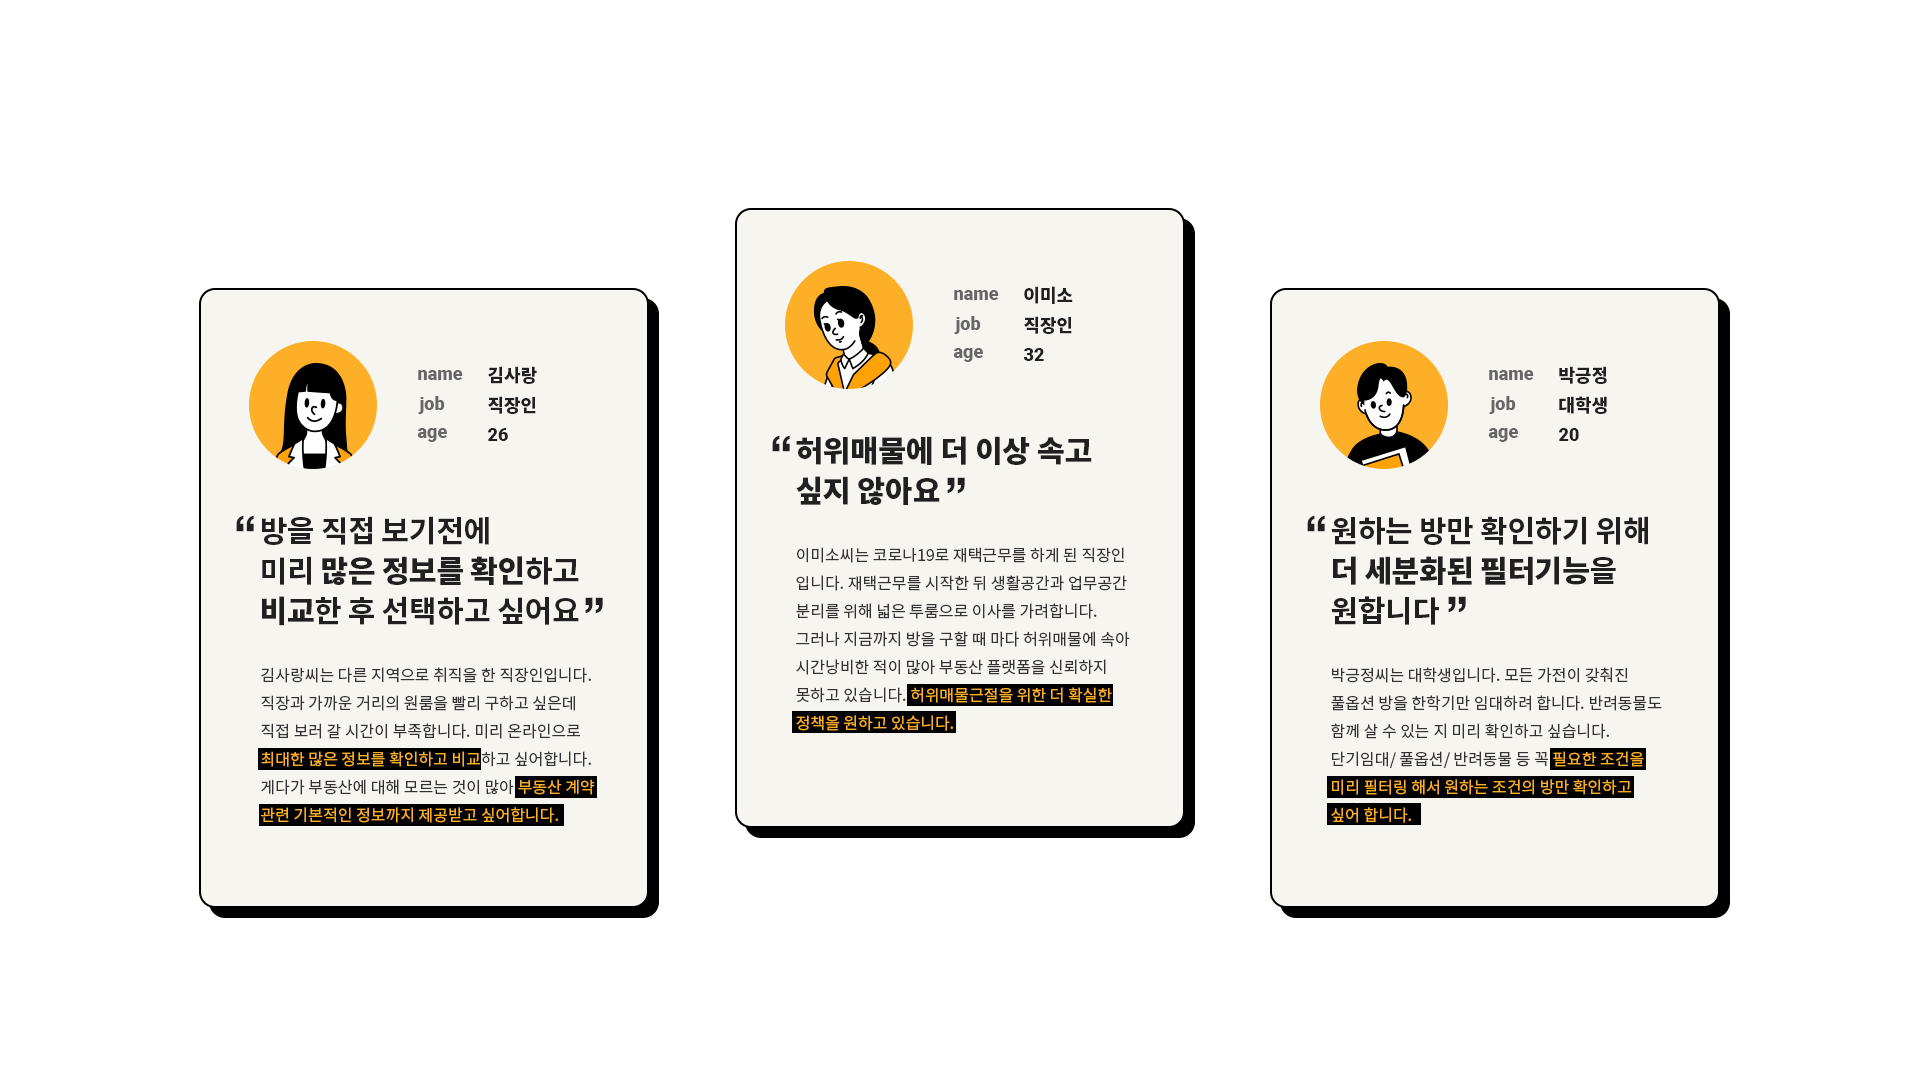 name 김사랑
job 직장인
age 26
“방을 직접 보기전에
미리 많은 정보를 확인하고
비교한 후 선택하고 싶어요”
김사랑씨는 다른 지역으로 취직을 한 직장인입니다.
직장과 가까운 거리의 원룸을 빨리 구하고 싶은데
직접 보러 갈 시간이 부족합니다. 미리 온라인으로
최대한 많은 정보를 확인하고 비교하고 싶어합니다.
게다가 부동산에 대해 모르는 것이 많아 부동산 계약
관련 기본적인 정보까지 제공받고 싶어합니다.
name 이미소
job 직장인
age 32
“허위매물에 더 이상 속고
싶지 않아요”
이미소씨는 코로나19로 재택근무를 하게 된 직장인
입니다. 재택근무를 시작한 뒤 생활공간과 업무공간
분리를 위해 넓은 투룸으로 이사를 가려합니다.
그러나 지금까지 방을 구할 때 마다 허위매물에 속아
시간낭비한 적이 많아 부동산 플랫폼을 신뢰하지
못하고 있습니다. 허위매물근절을 위한 더 확실한
정책을 원하고 있습니다.
name 박긍정
job 대학생
age 20
“원하는 방만 확인하기 위해
더 세분화된 필터기능을
원합니다”
박긍정씨는 대학생입니다. 모든 가전이 갖춰진
풀옵션 방을 한학기만 임대하려 합니다. 반려동물도
함께 살 수 있는 지 미리 확인하고 싶습니다.
단기임대/ 풀옵션/ 반려동물 등 꼭 필요한 조건을
미리 필터링 해서 원하는 조건의 방만 확인하고
싶어 합니다.